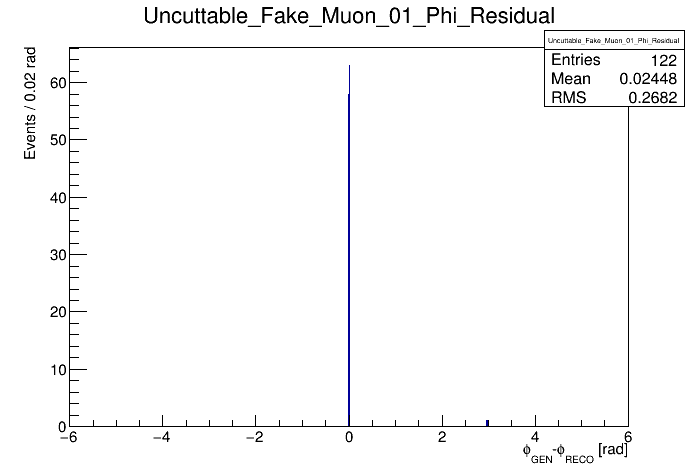 Uncuttable_Fake_Muon_01_Phi_Residual
Uncuttable_Fake_Muon_01_Phi_Residual
Entries 122
Mean 0.02448
RMS 0.2682
Events / 0.02 rad
60
50
40
30
20
10
0
−6 −4 −2 0 2 4 6
ϕGEN-ϕRECO [rad]